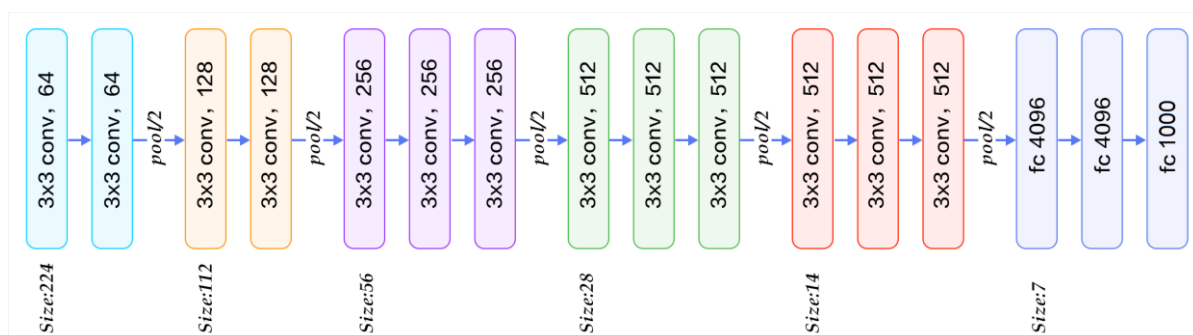 3x3 conv, 64
3x3 conv, 64
pool/2
3x3 conv, 128
3x3 conv, 128
pool/2
3x3 conv, 256
3x3 conv, 256
3x3 conv, 256
pool/2
3x3 conv, 512
3x3 conv, 512
3x3 conv, 512
pool/2
3x3 conv, 512
3x3 conv, 512
3x3 conv, 512
pool/2
fc 4096
fc 4096
fc 1000
Size:224
Size:112
Size:56
Size:28
Size:14
Size:7